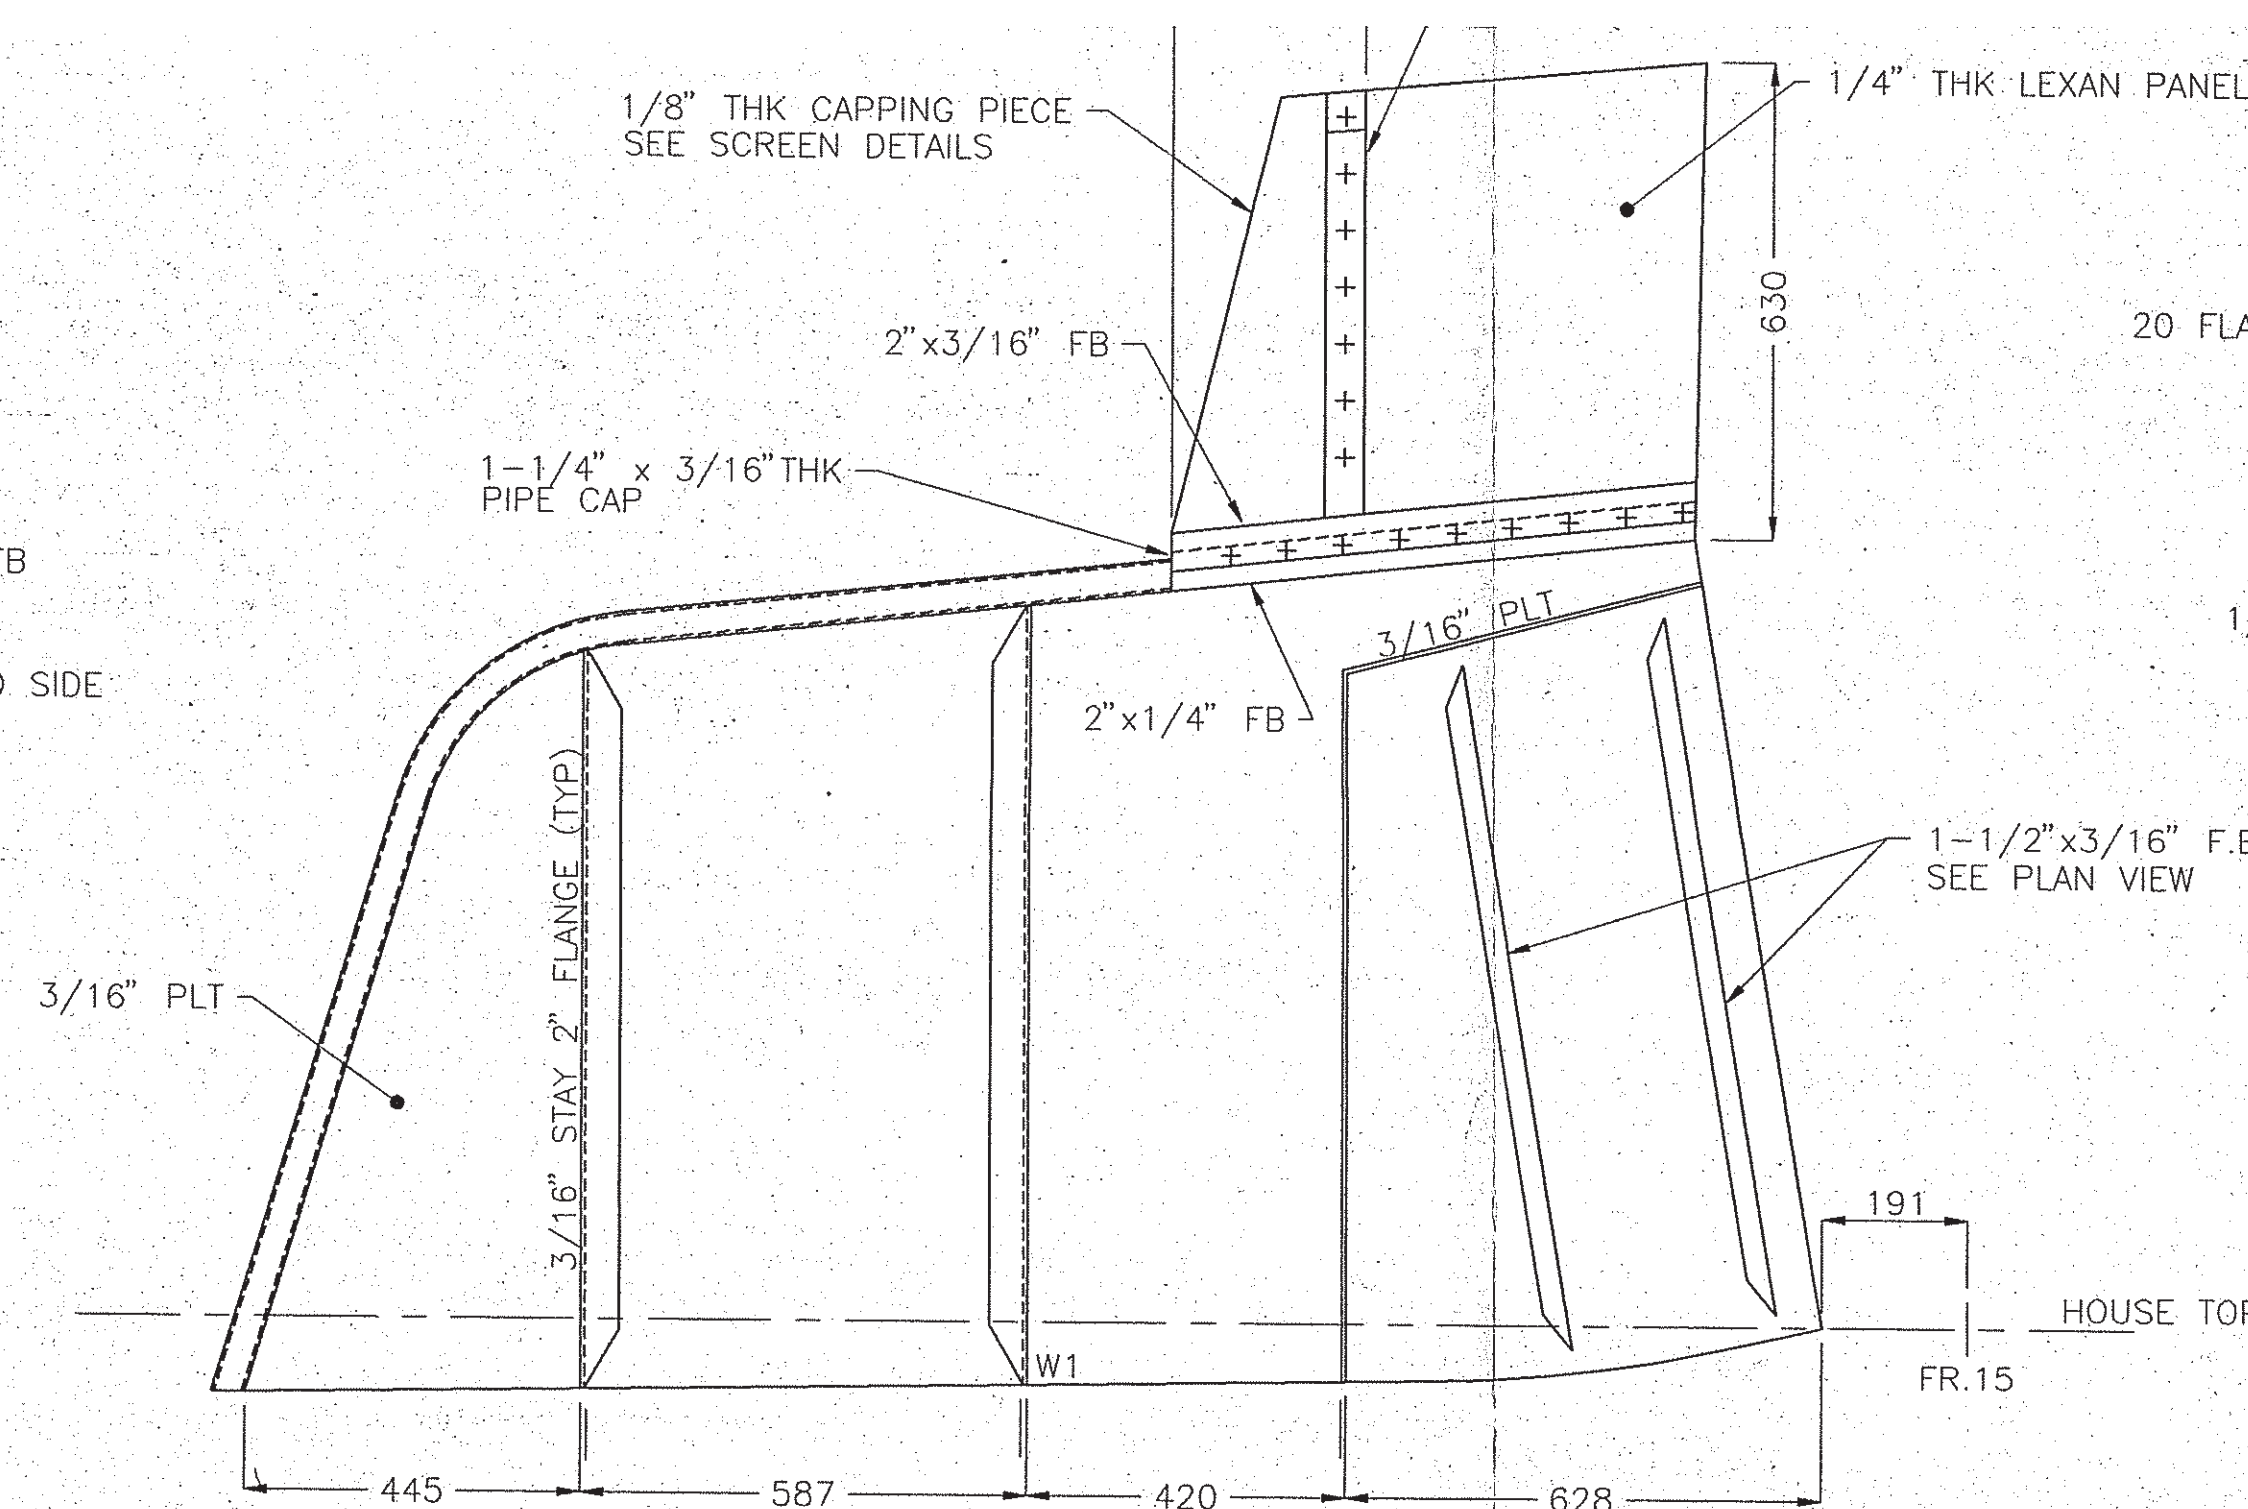 1/8" THK CAPPING PIECE
SEE SCREEN DETAILS
1/4" THK LEXAN PANEL
630
20 FLA
2"x3/16" FB
1-1/4" x 3/16"THK
PIPE CAP
FB
SIDE
3/16" PLT
2"x1/4" FB
3/16" STAY 2" FLANGE (TYP)
1-1/2"x3/16" F.B
SEE PLAN VIEW
3/16" PLT
191
HOUSE TOP
W1
FR.15
445
587
420
628